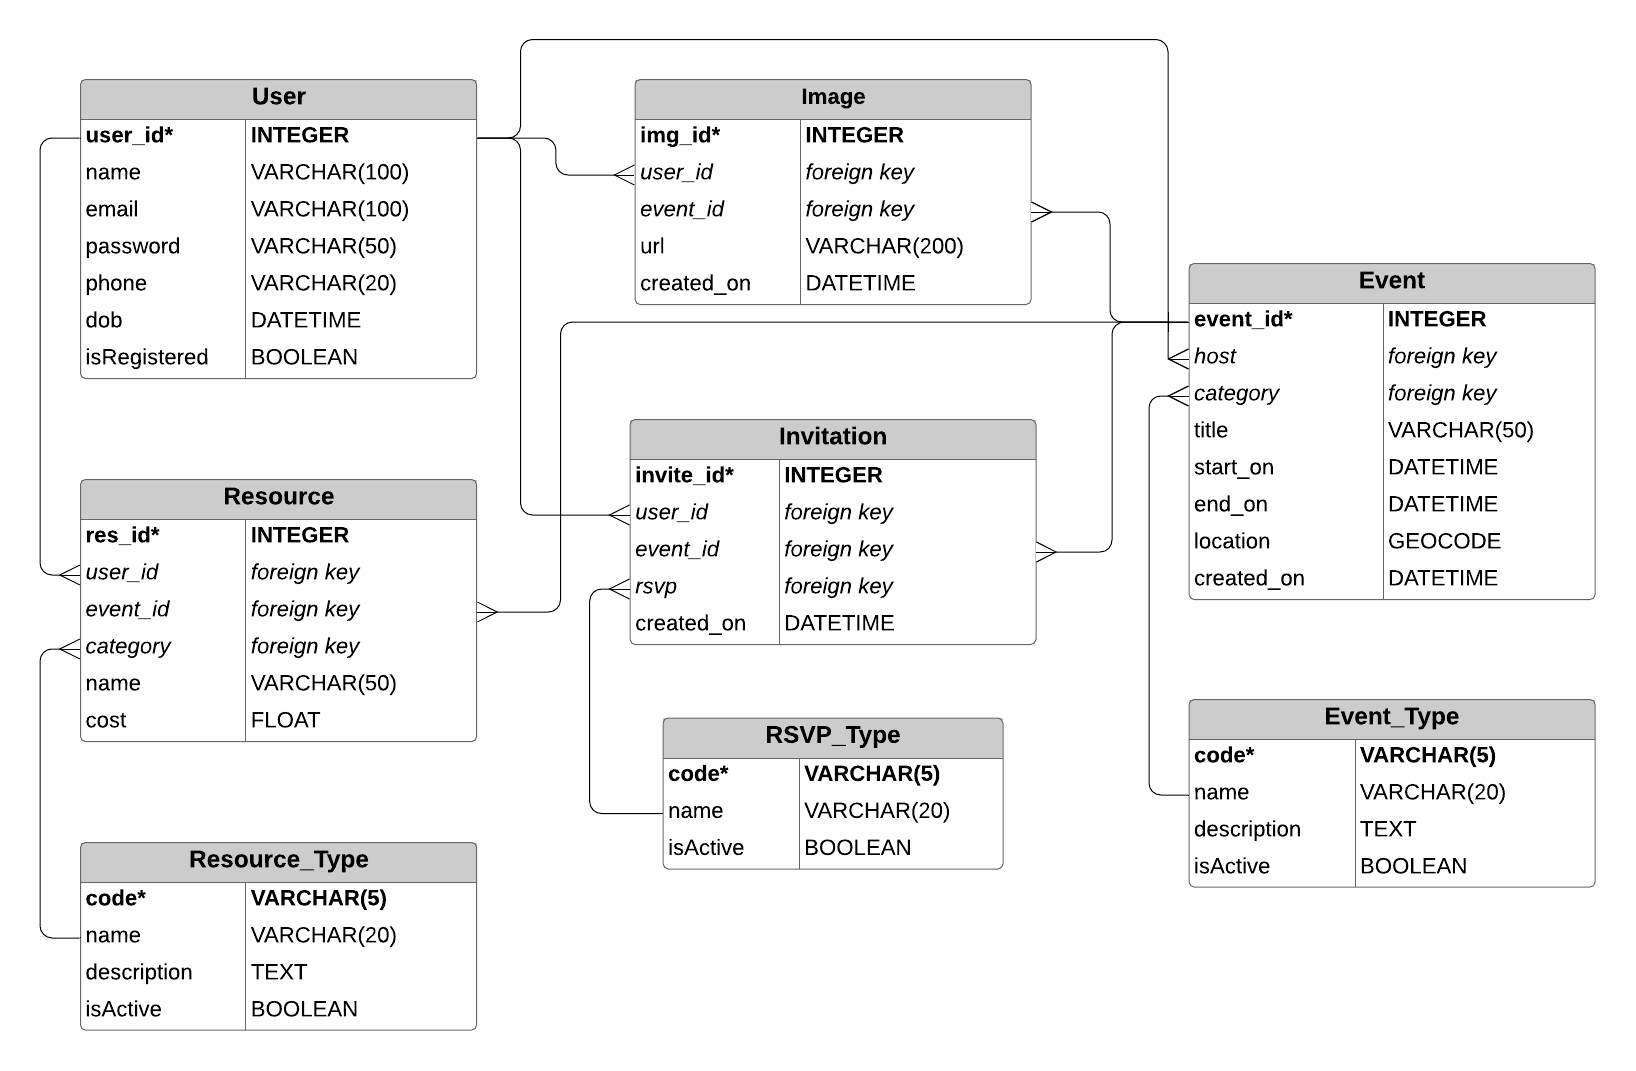 User
user_id* INTEGER
name VARCHAR(100)
email VARCHAR(100)
password VARCHAR(50)
phone VARCHAR(20)
dob DATETIME
isRegistered BOOLEAN
Image
img_id* INTEGER
user_id foreign key
event_id foreign key
url VARCHAR(200)
created_on DATETIME
Event
event_id* INTEGER
host foreign key
category foreign key
title VARCHAR(50)
start_on DATETIME
end_on DATETIME
location GEOCODE
created_on DATETIME
Resource
res_id* INTEGER
user_id foreign key
event_id foreign key
category foreign key
name VARCHAR(50)
cost FLOAT
Invitation
invite_id* INTEGER
user_id foreign key
event_id foreign key
rsvp foreign key
created_on DATETIME
RSVP_Type
code* VARCHAR(5)
name VARCHAR(20)
isActive BOOLEAN
Event_Type
code* VARCHAR(5)
name VARCHAR(20)
description TEXT
isActive BOOLEAN
Resource_Type
code* VARCHAR(5)
name VARCHAR(20)
description TEXT
isActive BOOLEAN